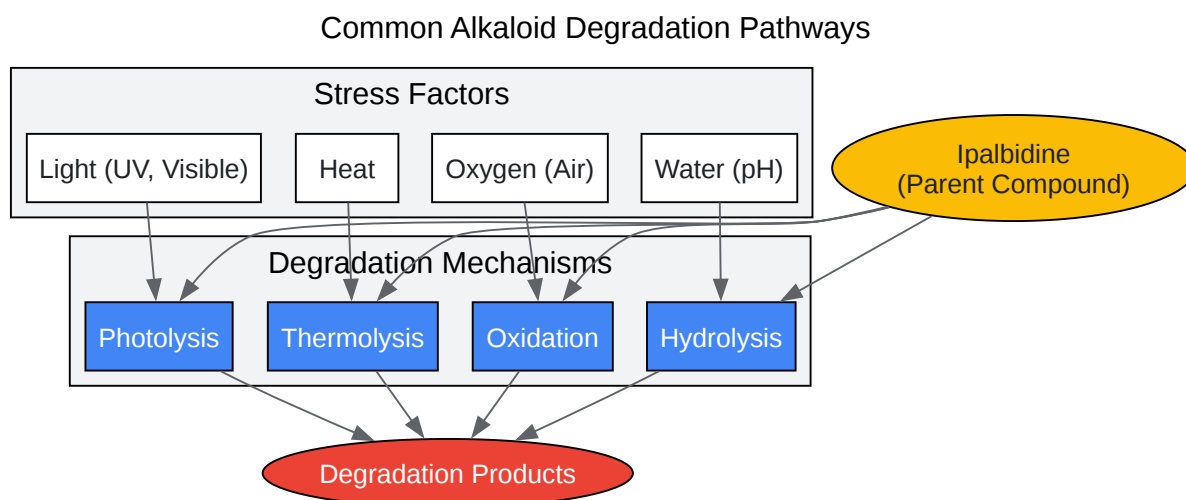 Common Alkaloid Degradation Pathways
Stress Factors
Light (UV, Visible)
Heat
Oxygen (Air)
Water (pH)
Ipalbidine
(Parent Compound)
Degradation Mechanisms
Photolysis
Thermolysis
Oxidation
Hydrolysis
Degradation Products